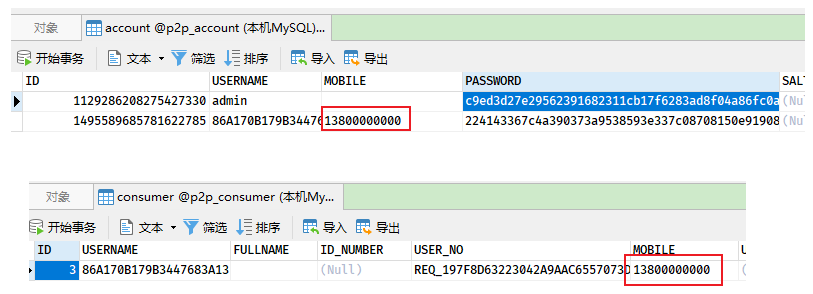 对象 account @p2p_account (本机MySQL)...
开始事务 文本 筛选 排序 导入 导出
ID USERNAME MOBILE PASSWORD SAL
1129286208275427330 admin c9ed3d27e29562391682311cb17f6283ad8f04a86fc0a (Nu
1495589685781622785 86A170B179B34476 13800000000 224143367c4a390373a9538593e337c08708150e91908 (Nu
对象 consumer @p2p_consumer (本机My...
开始事务 文本 筛选 排序 导入 导出
ID USERNAME FULLNAME ID_NUMBER USER_NO MOBILE
3 86A170B179B3447683A13 (Null) REQ_197F8D63223042A9AAC6557073D 13800000000